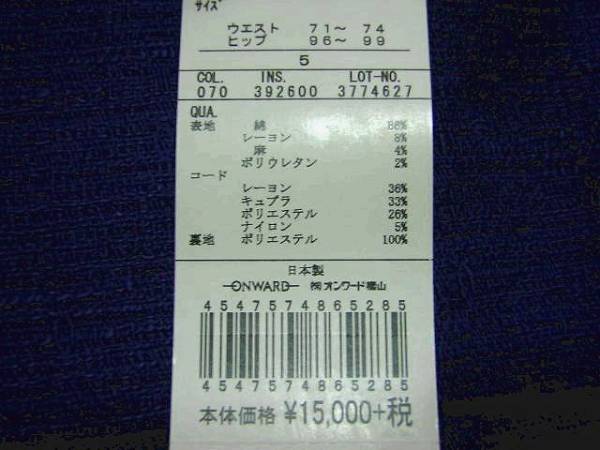 サイズ
ウエスト 71〜 74
ヒップ 96〜 99
5
COL. INS. LOT-NO.
070 392600 3774627
QUA.
表地 綿 86%
レーヨン 8%
麻 4%
ポリウレタン 2%
コード
レーヨン 36%
キュプラ 33%
ポリエステル 26%
ナイロン 5%
裏地 ポリエステル 100%
日本製
ONWARD ㈱オンワード樫山
4547574865285
4547574865285
本体価格 ¥15,000+税